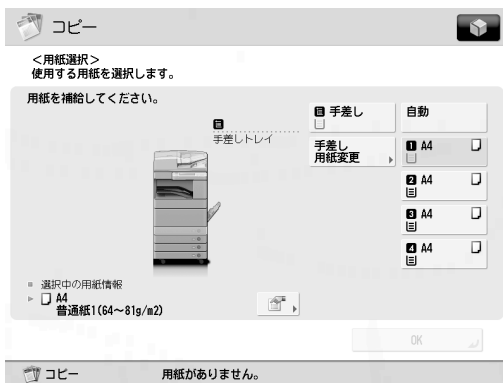 コピー
<用紙選択>
使用する用紙を選択します。
用紙を補給してください。
手差しトレイ
手差し
自動
手差し
用紙変更
1 A4
2 A4
3 A4
4 A4
選択中の用紙情報
A4
普通紙1(64～81g/m2)
OK
コピー 用紙がありません。